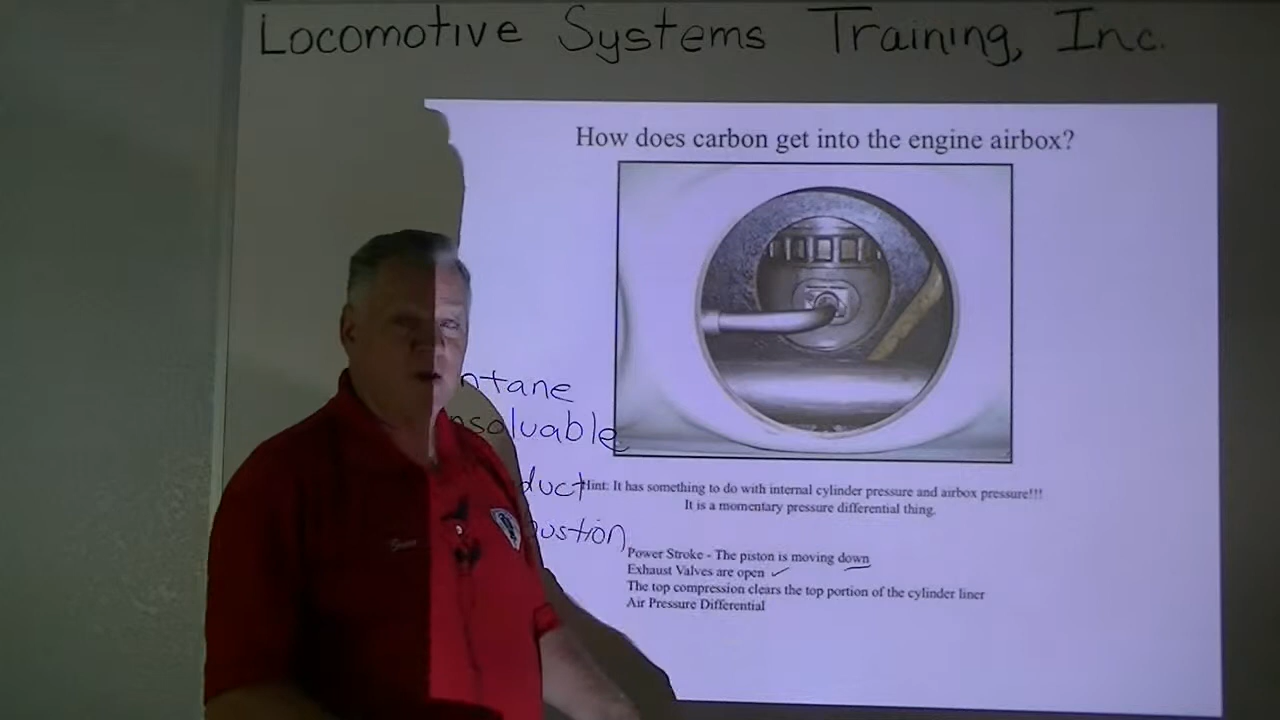 Locomotive Systems Training, Inc.
How does carbon get into the engine airbox?
ntane
nsoluable
duct
bustion
Hint: It has something to do with internal cylinder pressure and airbox pressure!!!
It is a momentary pressure differential thing.
Power Stroke - The piston is moving down
Exhaust Valves are open ✓
The top compression clears the top portion of the cylinder liner
Air Pressure Differential